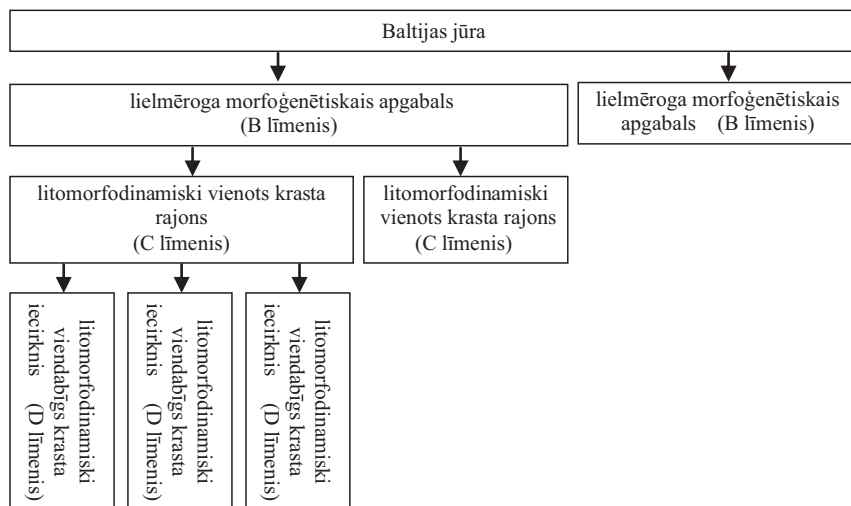 Baltijas jūra
lielmēroga morfoģenētiskais apgabals
(B līmenis)
lielmēroga morfoģenētiskais
apgabals (B līmenis)
litomorfodinamiski vienots krasta
rajons
(C līmenis)
litomorfodinamiski
vienots krasta rajons
(C līmenis)
litomorfodinamiski
viendabīgs krasta
iecirknis (D līmenis)
litomorfodinamiski
viendabīgs krasta
iecirknis (D līmenis)
litomorfodinamiski
viendabīgs krasta
iecirknis (D līmenis)